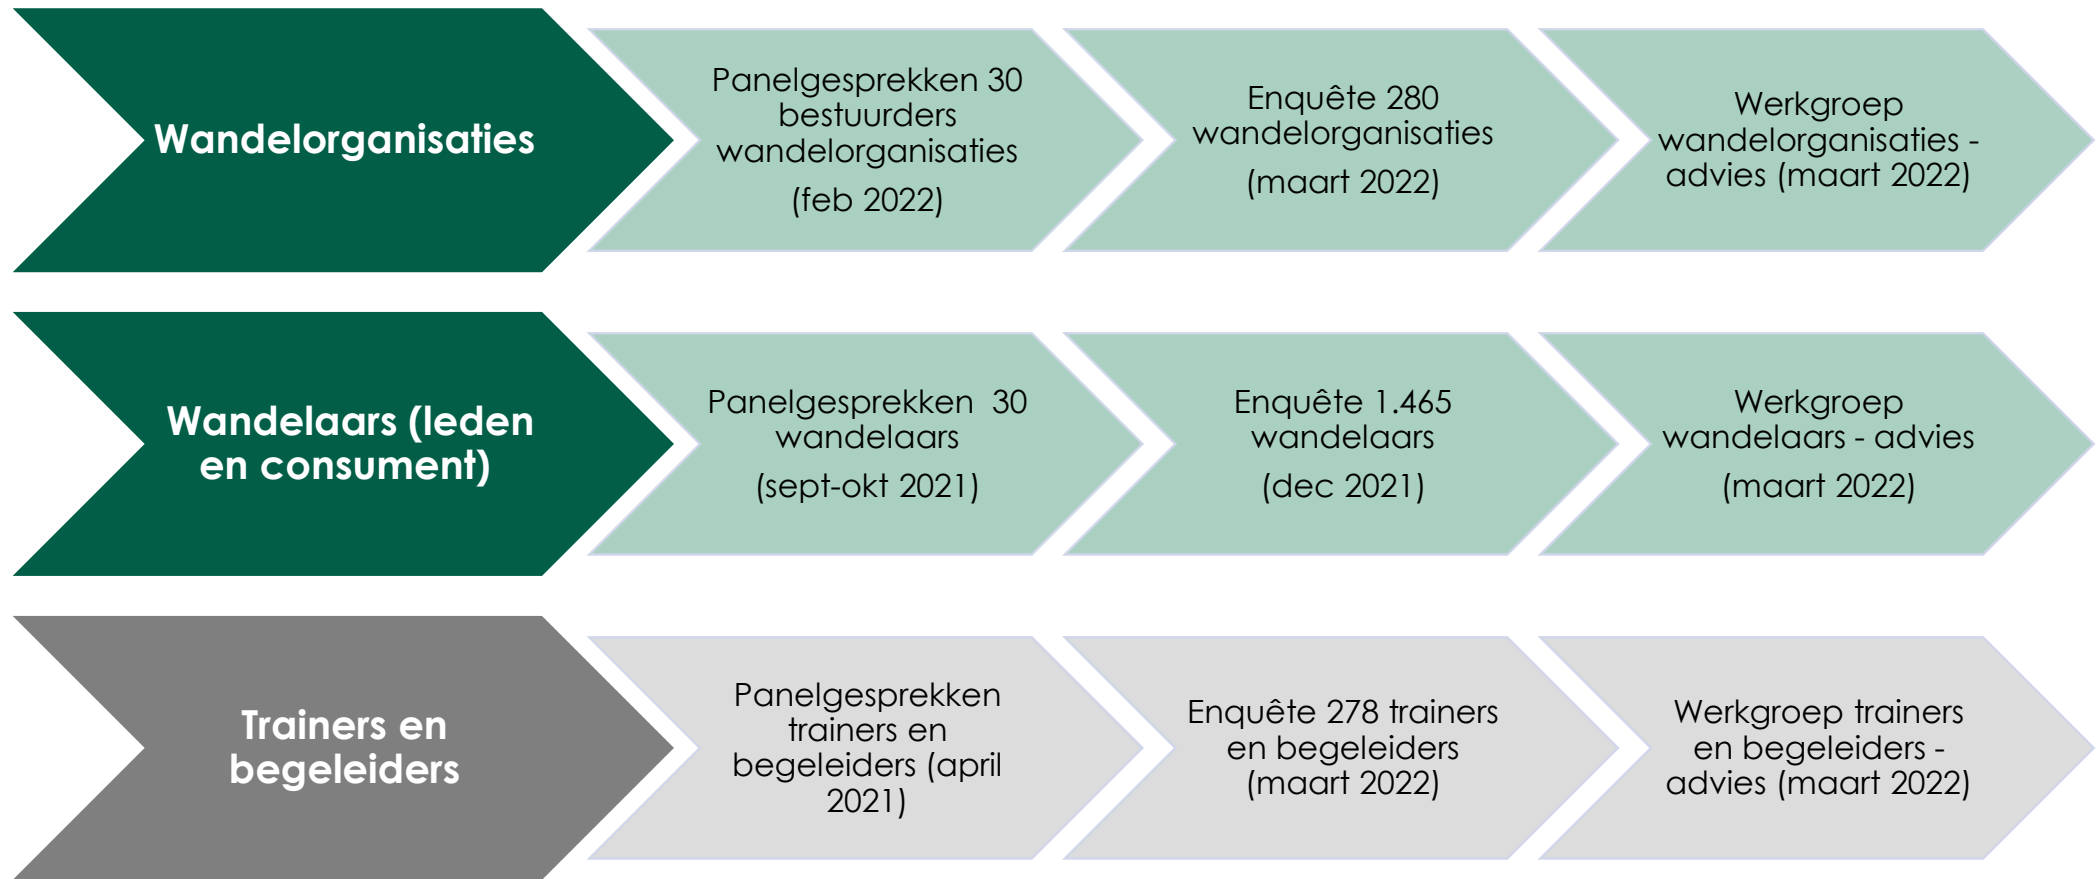 Wandelorganisaties
Panelgesprekken 30
bestuurders
wandelorganisaties
(feb 2022)
Enquête 280
wandelorganisaties
(maart 2022)
Werkgroep
wandelorganisaties -
advies (maart 2022)
Wandelaars (leden
en consument)
Panelgesprekken  30
wandelaars
(sept-okt 2021)
Enquête 1.465
wandelaars
(dec 2021)
Werkgroep
wandelaars - advies
(maart 2022)
Trainers en
begeleiders
Panelgesprekken
trainers en
begeleiders (april
2021)
Enquête 278 trainers
en begeleiders
(maart 2022)
Werkgroep trainers
en begeleiders -
advies (maart 2022)